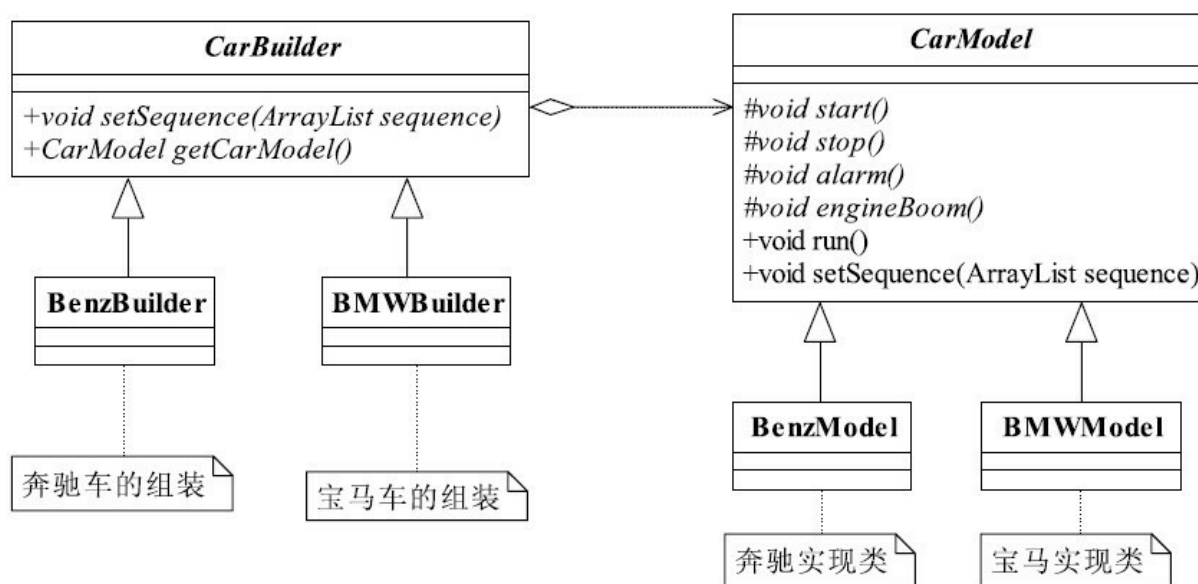 CarBuilder
+void setSequence(ArrayList sequence)
+CarModel getCarModel()
BenzBuilder
BMWBuilder
奔驰车的组装
宝马车的组装
CarModel
#void start()
#void stop()
#void alarm()
#void engineBoom()
+void run()
+void setSequence(ArrayList sequence)
BenzModel
BMWModel
奔驰实现类
宝马实现类